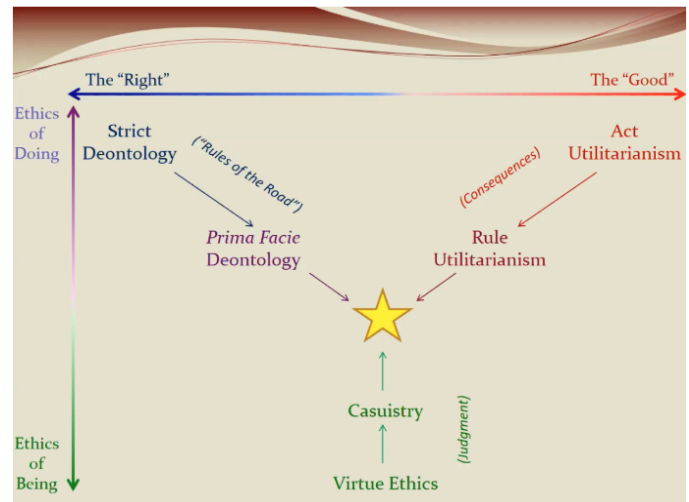 The “Right”
The “Good”
Ethics
of
Doing
Strict
Deontology
(“Rules of the Road”)
(Consequences)
Act
Utilitarianism
Prima Facie
Deontology
Rule
Utilitarianism
Casuistry
(Judgment)
Ethics
of
Being
Virtue Ethics